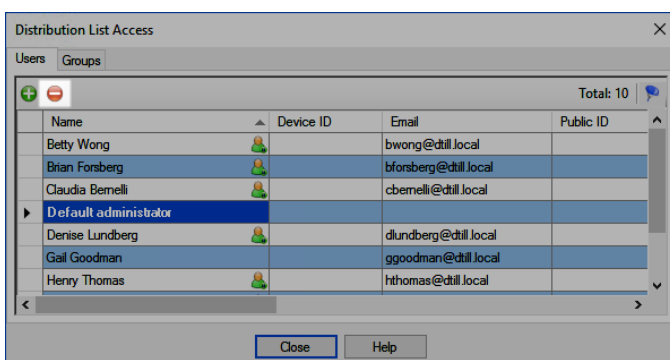 Distribution List Access
Users Groups
Total: 10
Name Device ID Email Public ID
Betty Wong bwong@dtill.local
Brian Forsberg bforsberg@dtill.local
Claudia Bernelli cbernelli@dtill.local
Default administrator
Denise Lundberg dlundberg@dtill.local
Gail Goodman ggoodman@dtill.local
Henry Thomas hthomas@dtill.local
Close Help